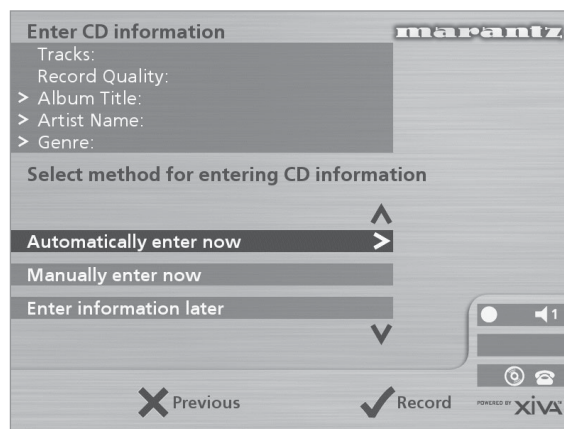 Enter CD information
marantz
Tracks:
Record Quality:
> Album Title:
> Artist Name:
> Genre:
Select method for entering CD information
Automatically enter now >
Manually enter now
Enter information later
1
Previous
Record
POWERED BY XiVA™